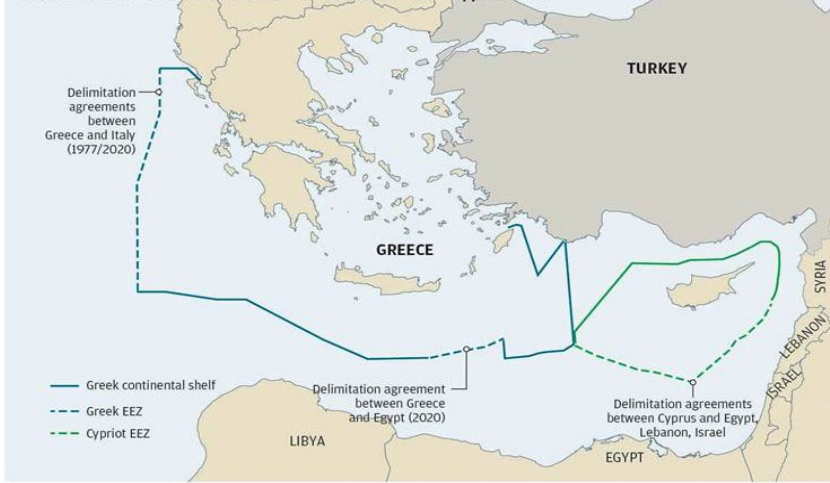 TURKEY
Delimitation
agreements
between
Greece and Italy
(1977/2020)
GREECE
SYRIA
LEBANON
ISRAEL
Greek continental shelf
Greek EEZ
Cypriot EEZ
Delimitation agreement
between Greece
and Egypt (2020)
Delimitation agreements
between Cyprus and Egypt,
Lebanon, Israel
LIBYA
EGYPT